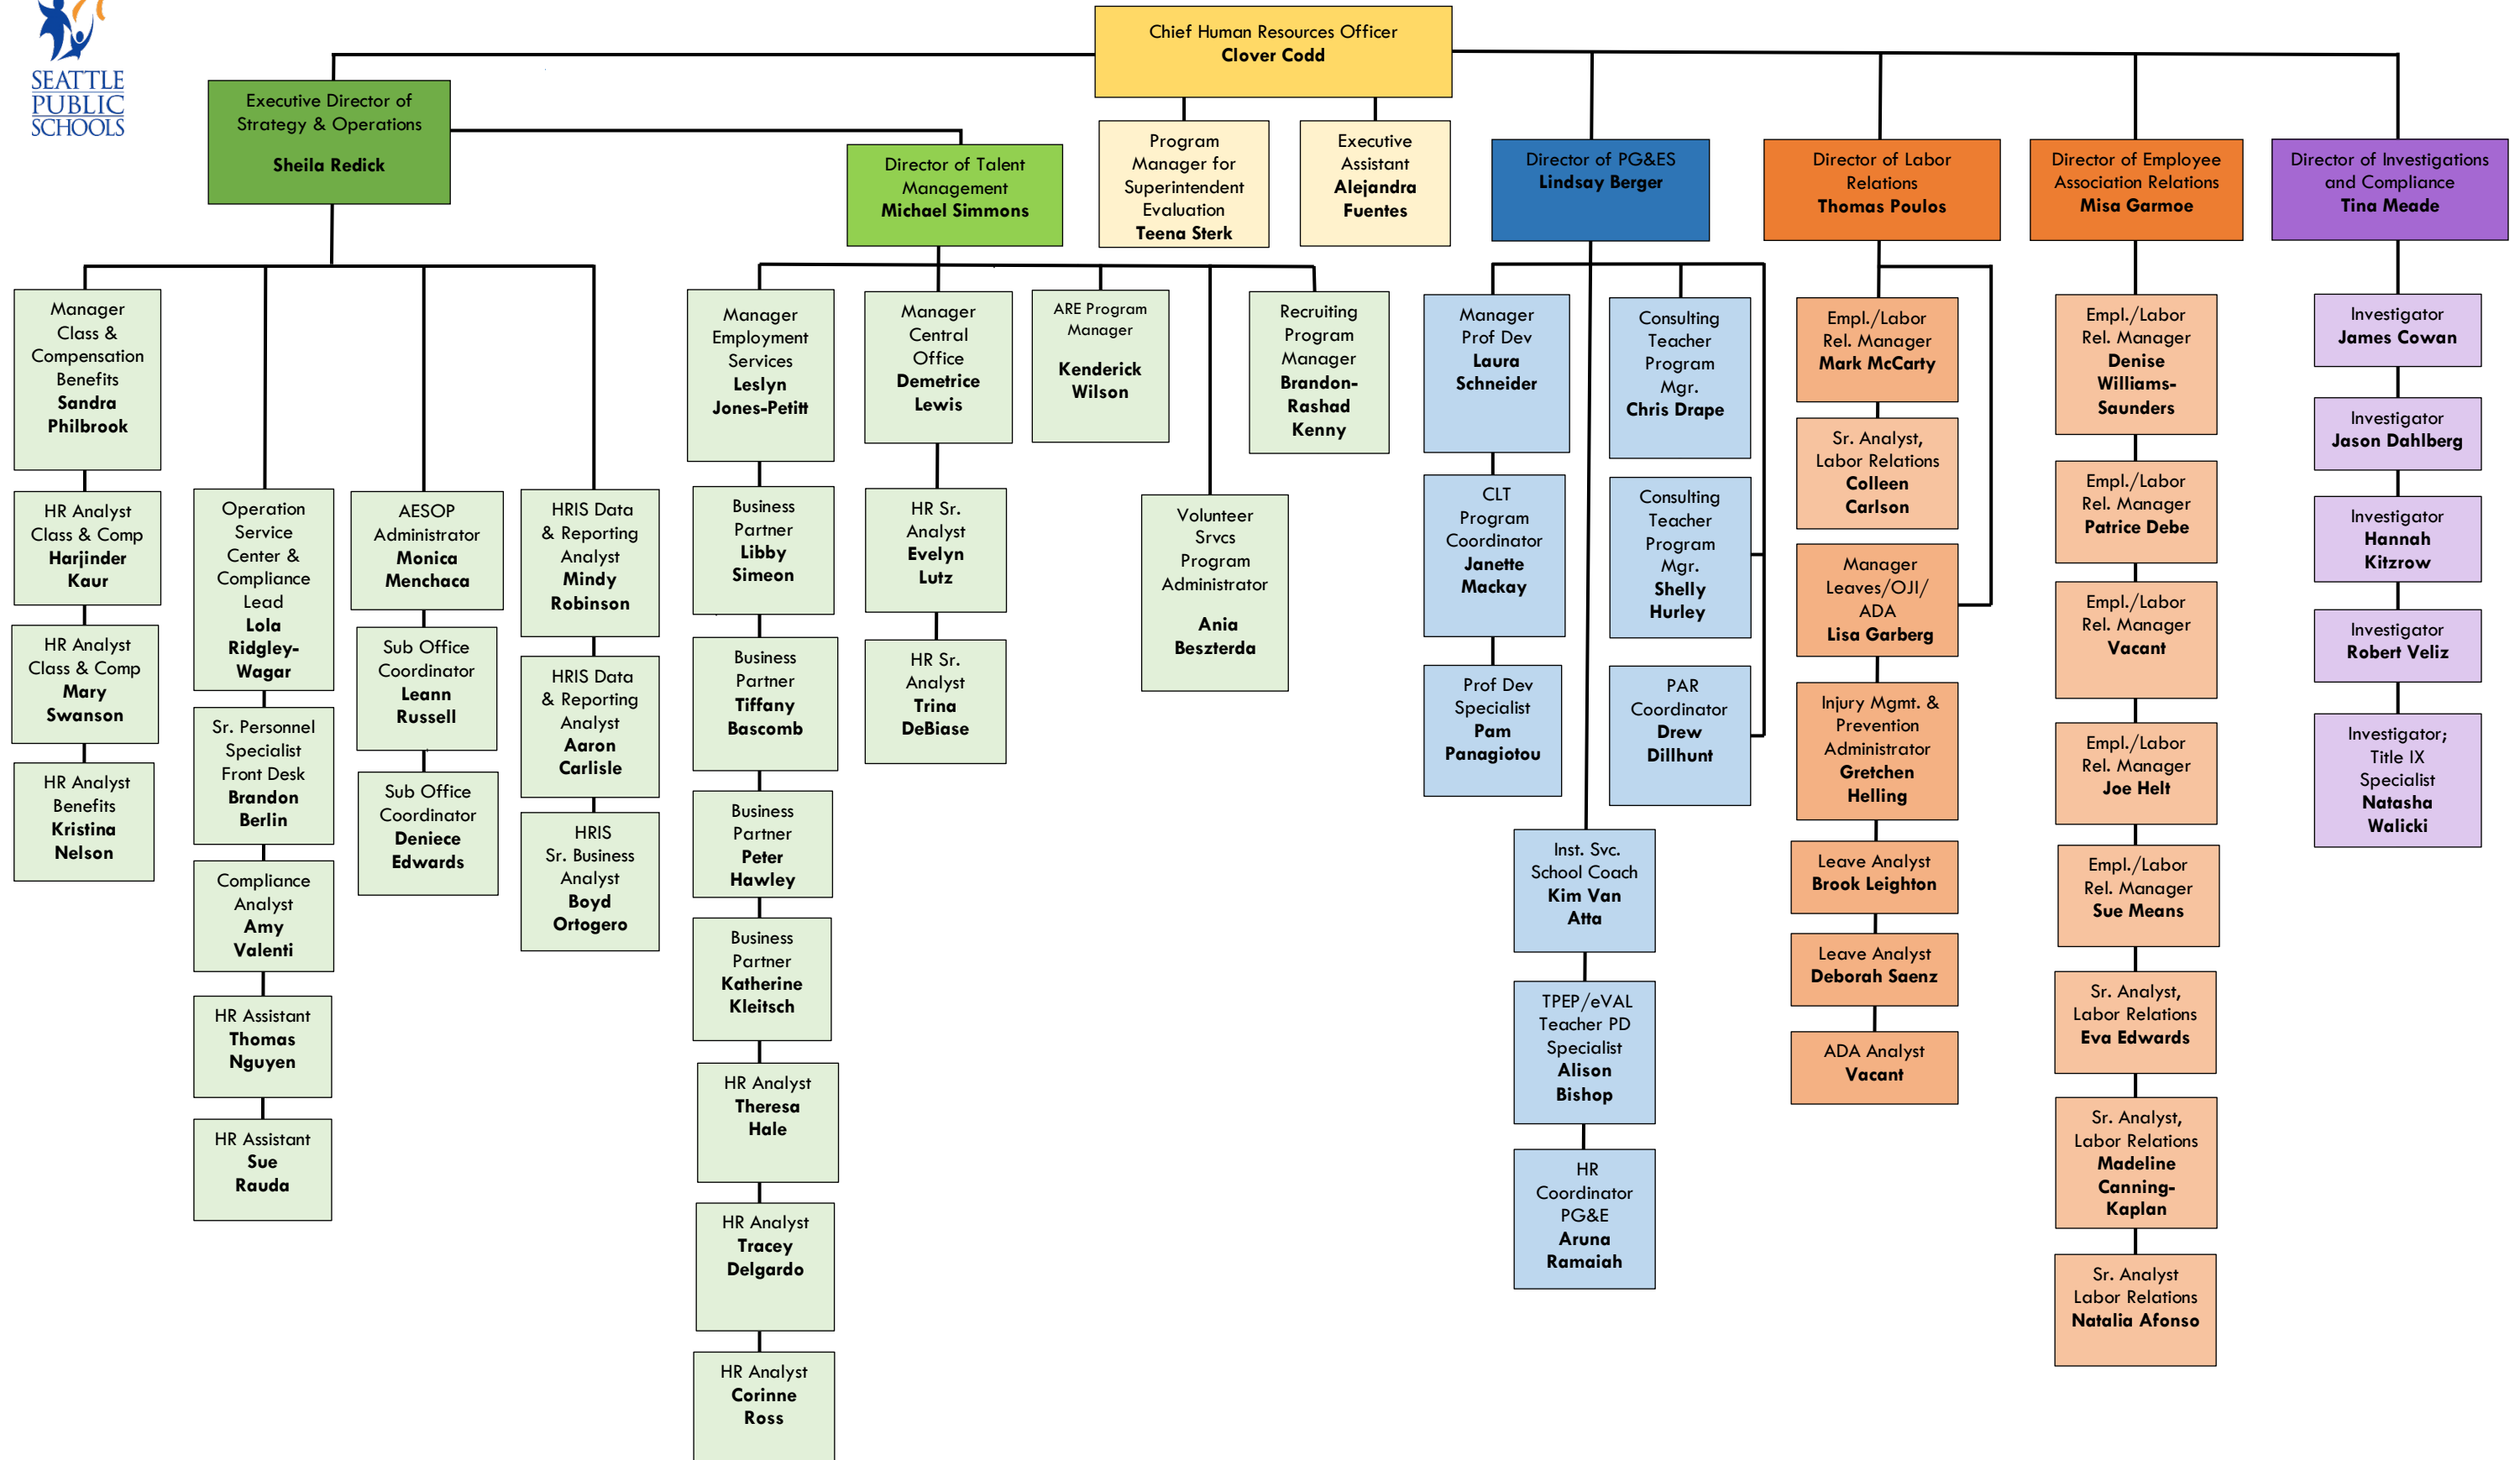 SEATTLE
PUBLIC
SCHOOLS
Chief Human Resources Officer
Clover Codd
Executive Director of
Strategy & Operations
Sheila Redick
Director of Talent
Management
Michael Simmons
Program
Manager for
Superintendent
Evaluation
Teena Sterk
Executive
Assistant
Alejandra
Fuentes
Director of PG&ES
Lindsay Berger
Director of Labor
Relations
Thomas Poulos
Director of Employee
Association Relations
Misa Garmoe
Director of Investigations
and Compliance
Tina Meade
Manager
Class &
Compensation
Benefits
Sandra
Philbrook
HR Analyst
Class & Comp
Harjinder
Kaur
HR Analyst
Class & Comp
Mary
Swanson
HR Analyst
Benefits
Kristina
Nelson
Operation
Service
Center &
Compliance
Lead
Lola
Ridgley-
Wagar
Sr. Personnel
Specialist
Front Desk
Brandon
Berlin
Compliance
Analyst
Amy
Valenti
HR Assistant
Thomas
Nguyen
HR Assistant
Sue
Rauda
AESOP
Administrator
Monica
Menchaca
Sub Office
Coordinator
Leann
Russell
Sub Office
Coordinator
Deniece
Edwards
HRIS Data
& Reporting
Analyst
Mindy
Robinson
HRIS Data
& Reporting
Analyst
Aaron
Carlisle
HRIS
Sr. Business
Analyst
Boyd
Ortogero
Manager
Employment
Services
Leslyn
Jones-Petitt
Business
Partner
Libby
Simeon
Business
Partner
Tiffany
Bascomb
Business
Partner
Peter
Hawley
Business
Partner
Katherine
Kleitsch
HR Analyst
Theresa
Hale
HR Analyst
Tracey
Delgardo
HR Analyst
Corinne
Ross
Manager
Central
Office
Demetrice
Lewis
HR Sr.
Analyst
Evelyn
Lutz
HR Sr.
Analyst
Trina
DeBiase
ARE Program
Manager
Kenderick
Wilson
Volunteer
Srvcs
Program
Administrator
Ania
Beszterda
Recruiting
Program
Manager
Brandon-
Rashad
Kenny
Manager
Prof Dev
Laura
Schneider
CLT
Program
Coordinator
Janette
Mackay
Prof Dev
Specialist
Pam
Panagiotou
Consulting
Teacher
Program
Mgr.
Chris Drape
Consulting
Teacher
Program
Mgr.
Shelly
Hurley
PAR
Coordinator
Drew
Dillhunt
Inst. Svc.
School Coach
Kim Van
Atta
TPEP/eVAL
Teacher PD
Specialist
Alison
Bishop
HR
Coordinator
PG&E
Aruna
Ramaiah
Empl./Labor
Rel. Manager
Mark McCarty
Sr. Analyst,
Labor Relations
Colleen
Carlson
Manager
Leaves/OJI/
ADA
Lisa Garberg
Injury Mgmt. &
Prevention
Administrator
Gretchen
Helling
Leave Analyst
Brook Leighton
Leave Analyst
Deborah Saenz
ADA Analyst
Vacant
Empl./Labor
Rel. Manager
Denise
Williams-
Saunders
Empl./Labor
Rel. Manager
Patrice Debe
Empl./Labor
Rel. Manager
Vacant
Empl./Labor
Rel. Manager
Joe Helt
Empl./Labor
Rel. Manager
Sue Means
Sr. Analyst,
Labor Relations
Eva Edwards
Sr. Analyst,
Labor Relations
Madeline
Canning-
Kaplan
Sr. Analyst
Labor Relations
Natalia Afonso
Investigator
James Cowan
Investigator
Jason Dahlberg
Investigator
Hannah
Kitzrow
Investigator
Robert Veliz
Investigator;
Title IX
Specialist
Natasha
Walicki